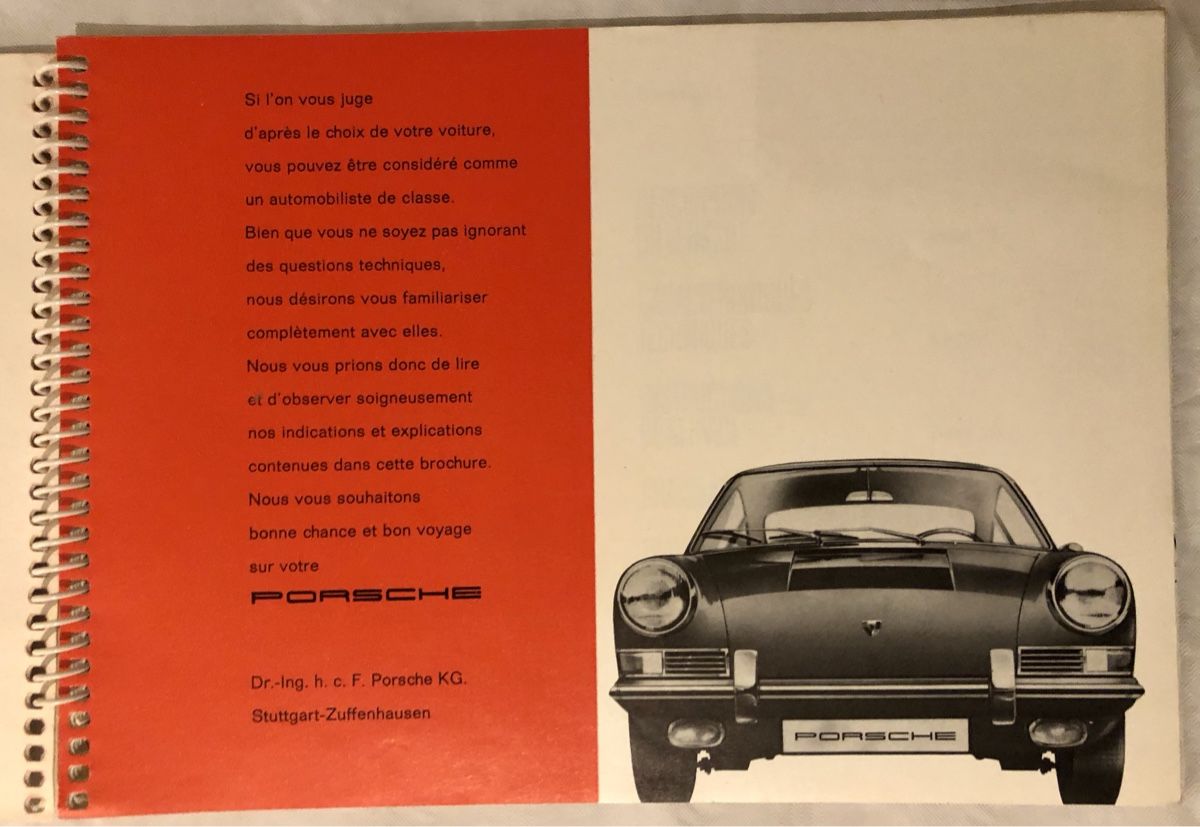 Si l'on vous juge
d'après le choix de votre voiture,
vous pouvez être considéré comme
un automobiliste de classe.
Bien que vous ne soyez pas ignorant
des questions techniques,
nous désirons vous familiariser
complètement avec elles.
Nous vous prions donc de lire
et d'observer soigneusement
nos indications et explications
contenues dans cette brochure.
Nous vous souhaitons
bonne chance et bon voyage
sur votre
PORSCHE
Dr.-Ing. h. c. F. Porsche KG.
Stuttgart-Zuffenhausen
PORSCHE